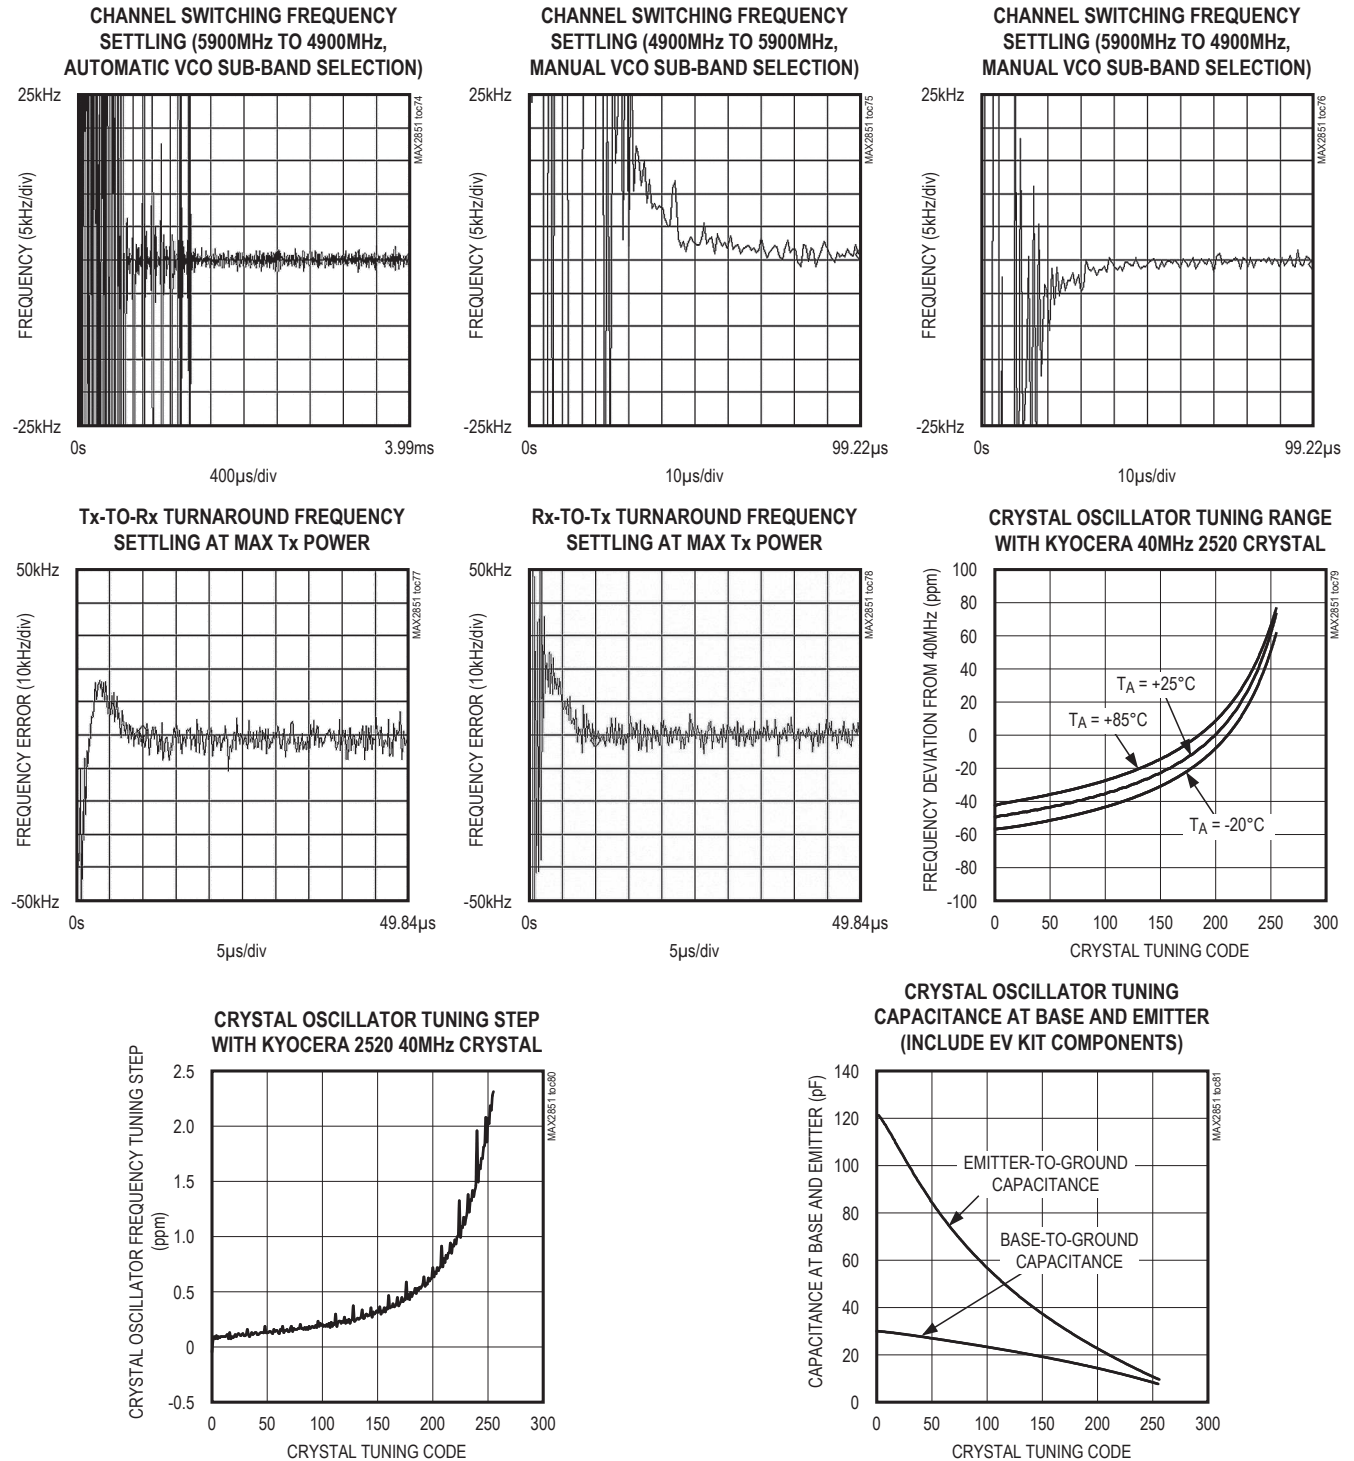 CHANNEL SWITCHING FREQUENCY
SETTLING (5900MHz TO 4900MHz,
AUTOMATIC VCO SUB-BAND SELECTION)
25kHz
MAX2851 toc74
FREQUENCY (5kHz/div)
-25kHz
0s
3.99ms
400µs/div
CHANNEL SWITCHING FREQUENCY
SETTLING (4900MHz TO 5900MHz,
MANUAL VCO SUB-BAND SELECTION)
25kHz
MAX2851 toc75
FREQUENCY (5kHz/div)
-25kHz
0s
99.22µs
10µs/div
CHANNEL SWITCHING FREQUENCY
SETTLING (5900MHz TO 4900MHz,
MANUAL VCO SUB-BAND SELECTION)
25kHz
MAX2851 toc76
FREQUENCY (5kHz/div)
-25kHz
0s
99.22µs
10µs/div
Tx-TO-Rx TURNAROUND FREQUENCY
SETTLING AT MAX Tx POWER
50kHz
MAX2851 toc77
FREQUENCY ERROR (10kHz/div)
-50kHz
0s
49.84µs
5µs/div
Rx-TO-Tx TURNAROUND FREQUENCY
SETTLING AT MAX Tx POWER
50kHz
MAX2851 toc78
FREQUENCY ERROR (10kHz/div)
-50kHz
0s
49.84µs
5µs/div
CRYSTAL OSCILLATOR TUNING RANGE
WITH KYOCERA 40MHz 2520 CRYSTAL
MAX2851 toc79
FREQUENCY DEVIATION FROM 40MHz (ppm)
100
80
60
40
20
0
-20
-40
-60
-80
-100
TA = +25°C
TA = +85°C
TA = -20°C
0 50 100 150 200 250 300
CRYSTAL TUNING CODE
CRYSTAL OSCILLATOR TUNING STEP
WITH KYOCERA 2520 40MHz CRYSTAL
MAX2851 toc80
CRYSTAL OSCILLATOR FREQUENCY TUNING STEP
(ppm)
2.5
2.0
1.5
1.0
0.5
0
-0.5
0 50 100 150 200 250 300
CRYSTAL TUNING CODE
CRYSTAL OSCILLATOR TUNING
CAPACITANCE AT BASE AND EMITTER
(INCLUDE EV KIT COMPONENTS)
MAX2851 toc81
CAPACITANCE AT BASE AND EMITTER (pF)
140
120
100
80
60
40
20
0
EMITTER-TO-GROUND
CAPACITANCE
BASE-TO-GROUND
CAPACITANCE
0 50 100 150 200 250 300
CRYSTAL TUNING CODE